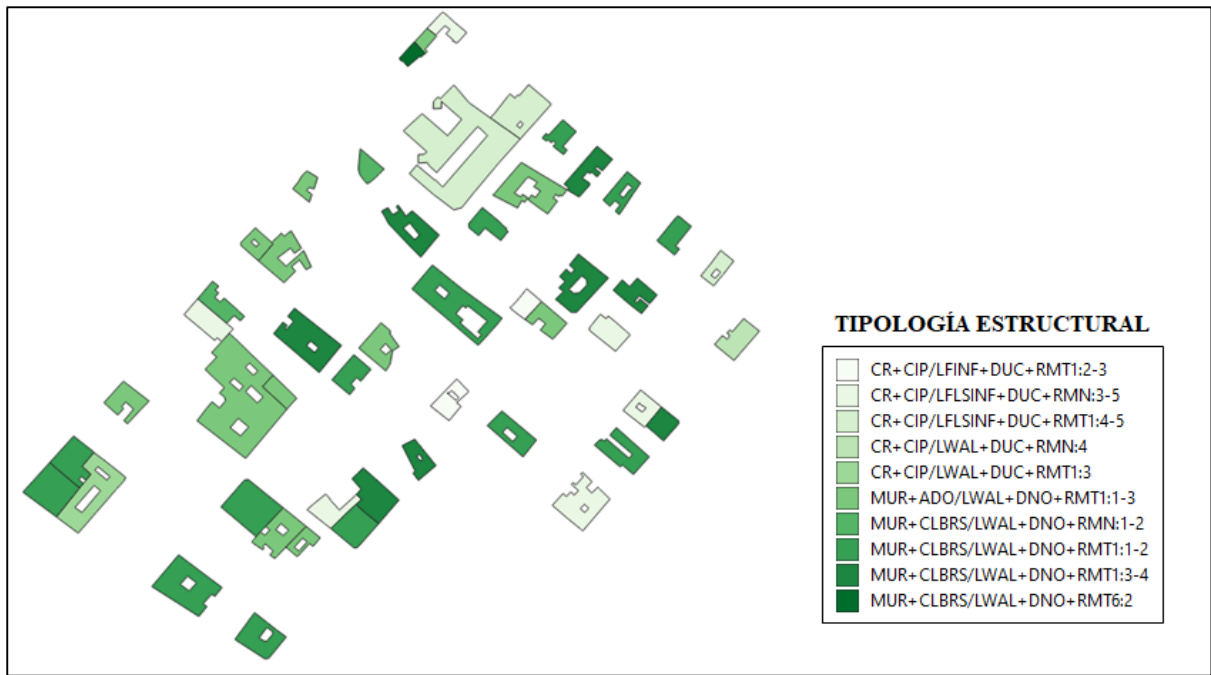 TIPOLOGÍA ESTRUCTURAL
CR+CIP/LFINF+DUC+RMT1:2-3
CR+CIP/LFLSINF+DUC+RMN:3-5
CR+CIP/LFLSINF+DUC+RMT1:4-5
CR+CIP/LWAL+DUC+RMN:4
CR+CIP/LWAL+DUC+RMT1:3
MUR+ADO/LWAL+DNO+RMT1:1-3
MUR+CLBRS/LWAL+DNO+RMN:1-2
MUR+CLBRS/LWAL+DNO+RMT1:1-2
MUR+CLBRS/LWAL+DNO+RMT1:3-4
MUR+CLBRS/LWAL+DNO+RMT6:2